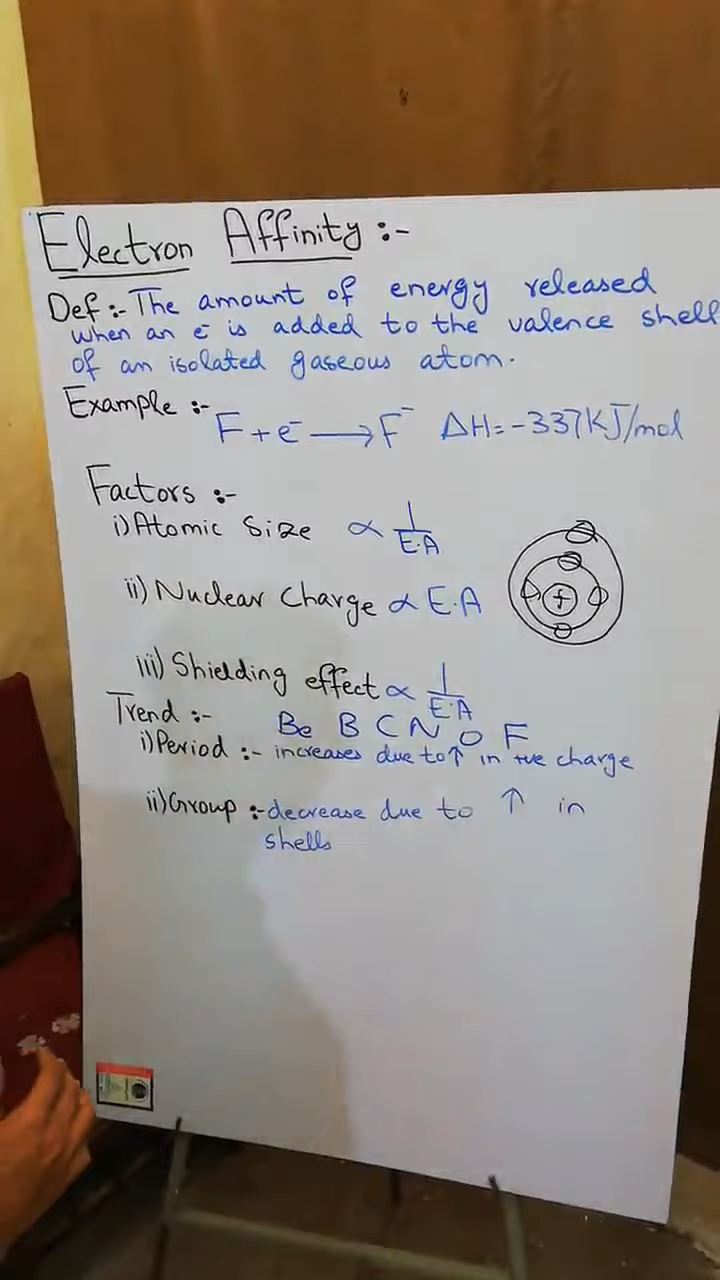 Electron Affinity :-
Def :- The amount of energy released
when an e⁻ is added to the valence shell
of an isolated gaseous atom.
Example :-
F + e⁻ → F⁻ ΔH = -337KJ/mol
Factors :-
i) Atomic Size ∝ 1/E.A
ii) Nuclear Charge ∝ E.A
+
iii) Shielding effect ∝ 1/E.A
Trend :-
Be B C N O F
i) Period :- increases due to ↑ in +ve charge
ii) Group :- decrease due to ↑ in
shells